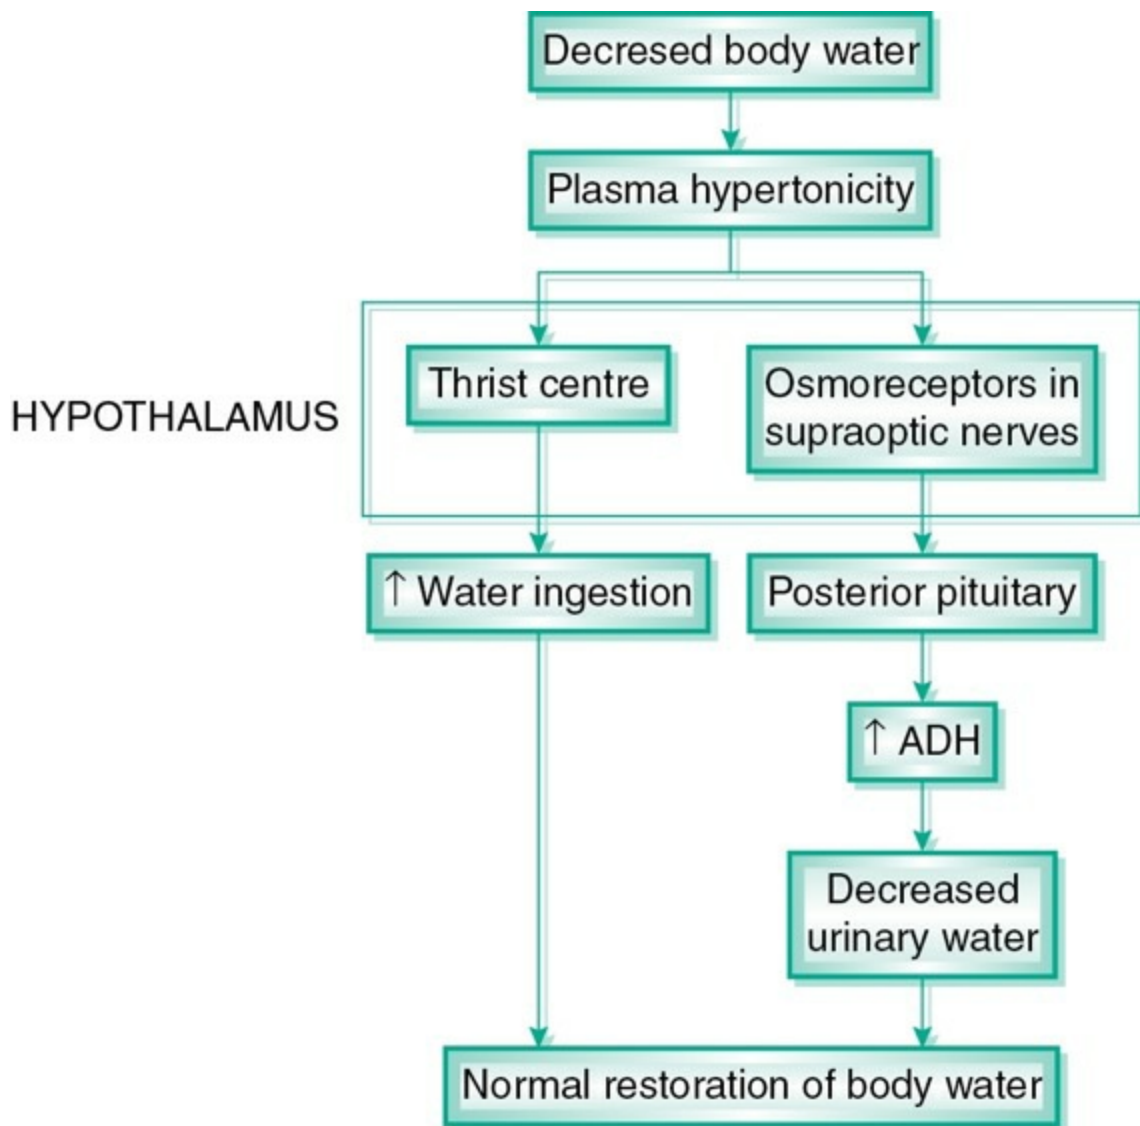 Decresed body water
Plasma hypertonicity
HYPOTHALAMUS
Thrist centre
Osmoreceptors in
supraoptic nerves
↑ Water ingestion
Posterior pituitary
↑ ADH
Decreased
urinary water
Normal restoration of body water